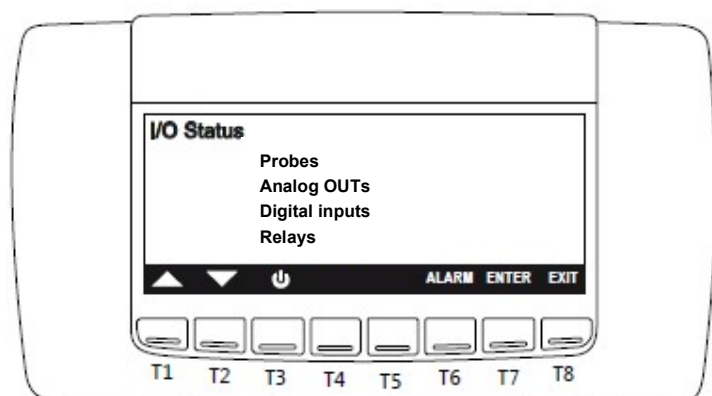 I/O Status
Probes
Analog OUTs
Digital inputs
Relays
ALARM ENTER EXIT
T1 T2 T3 T4 T5 T6 T7 T8